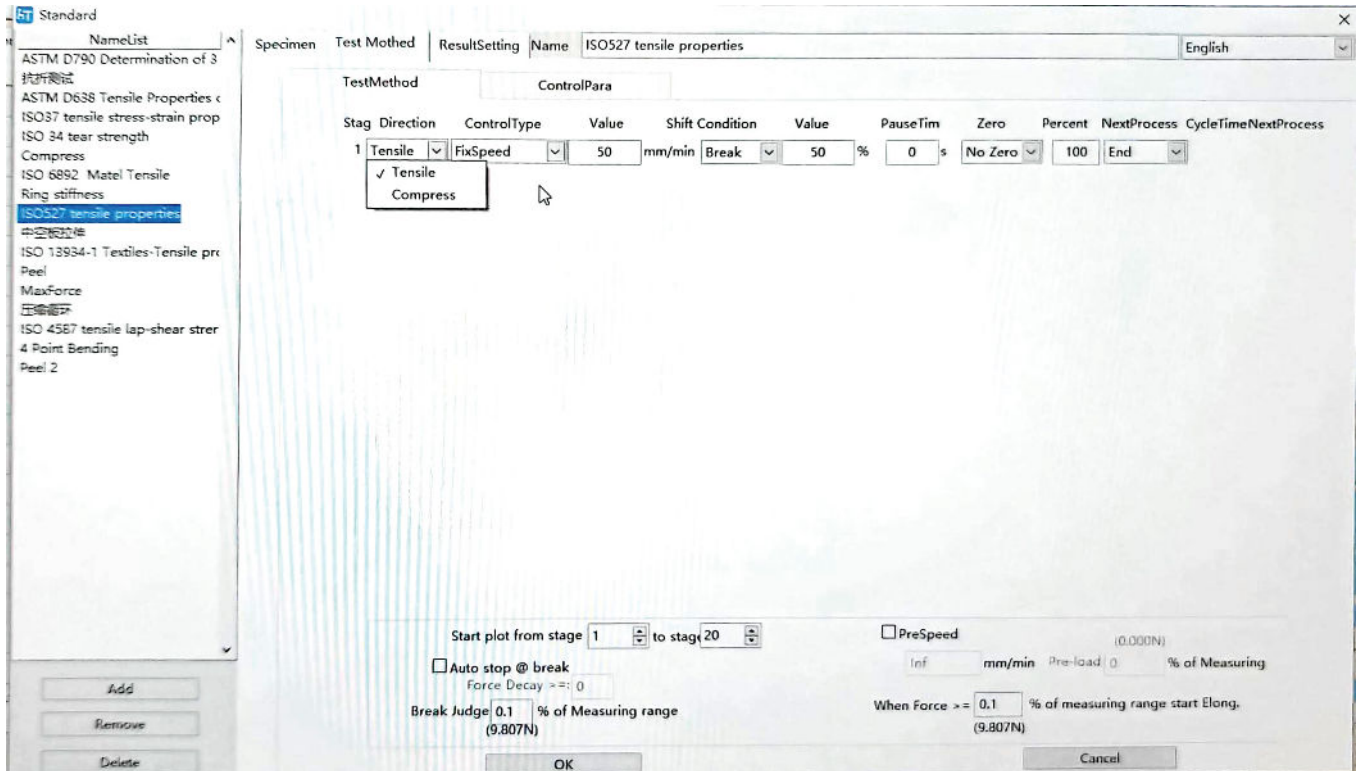 Standard
NameList
ASTM D790 Determination of 3
抗折测试
ASTM D638 Tensile Properties c
ISO37 tensile stress-strain prop
ISO 34 tear strength
Compress
ISO 6892 Matel Tensile
Ring stiffness
ISO527 tensile properties
中空板拉伸
ISO 13934-1 Textiles-Tensile pro
Peel
MaxForce
压缩循环
ISO 4587 tensile lap-shear strer
4 Point Bending
Peel 2
Add
Remove
Delete
Specimen Test Mothed ResultSetting Name ISO527 tensile properties English
TestMethod ControlPara
Stag Direction ControlType Value Shift Condition Value PauseTim Zero Percent NextProcess CycleTimeNextProcess
1 Tensile FixSpeed 50 mm/min Break 50 % 0 s No Zero 100 End
✓ Tensile
Compress
Start plot from stage 1 to stage 20
Auto stop @ break
Force Decay >=: 0
Break Judge 0.1 % of Measuring range
(9.807N)
PreSpeed (0.000N)
Inf mm/min Pre-load 0 % of Measuring
When Force >= 0.1 % of measuring range start Elong.
(9.807N)
OK Cancel